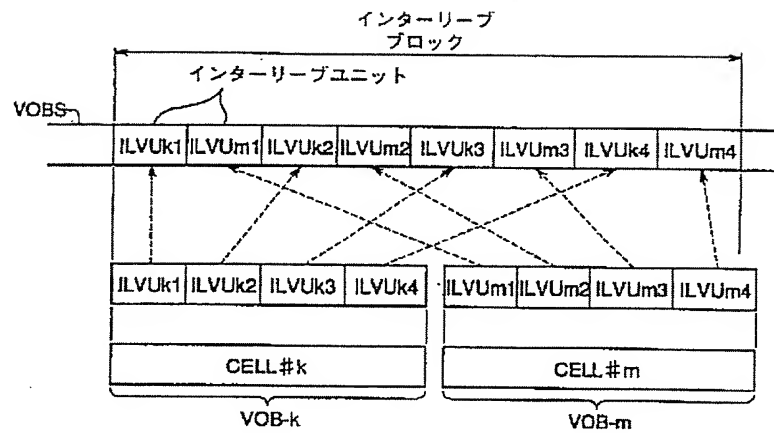 インターリーブ
ブロック
インターリーブユニット
VOBS
ILVUk1 ILVUm1 ILVUk2 ILVUm2 ILVUk3 ILVUm3 ILVUk4 ILVUm4
ILVUk1 ILVUk2 ILVUk3 ILVUk4 ILVUm1 ILVUm2 ILVUm3 ILVUm4
CELL#k CELL#m
VOB-k VOB-m